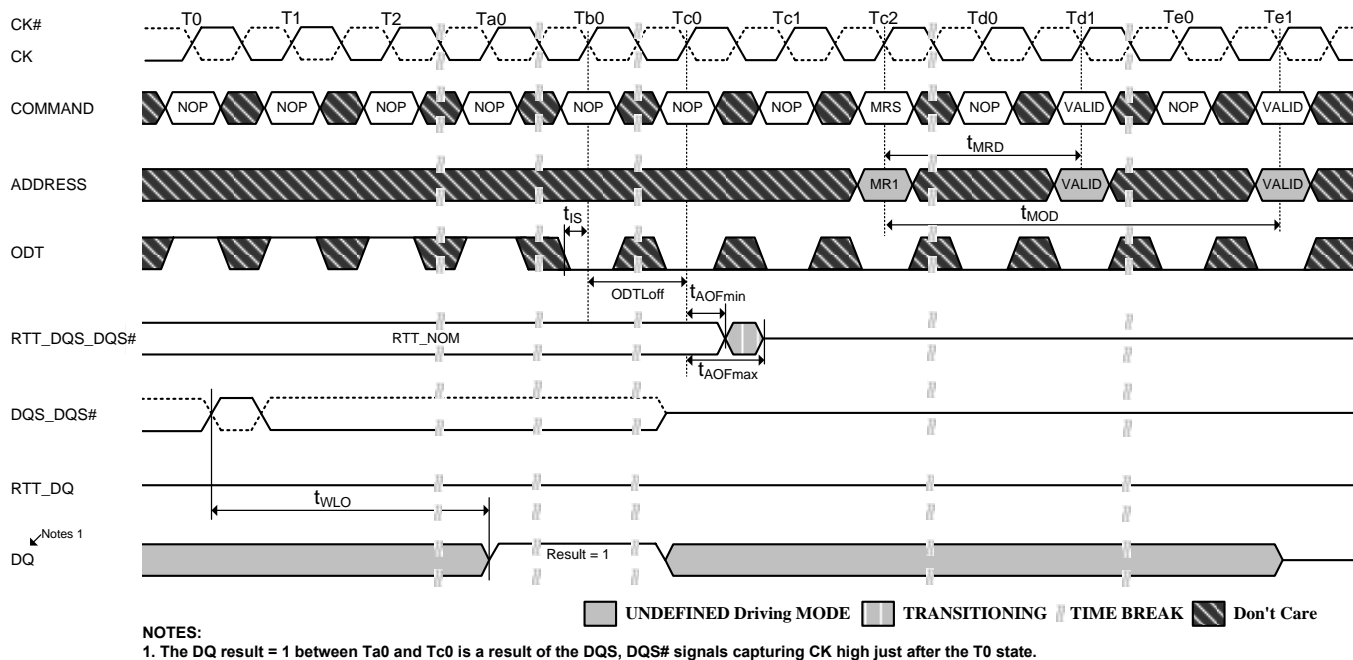 CK#
CK
T0 T1 T2 Ta0 Tb0 Tc0 Tc1 Tc2 Td0 Td1 Te0 Te1
COMMAND
NOP NOP NOP NOP NOP NOP NOP MRS NOP VALID NOP VALID
tMRD
ADDRESS
MR1 VALID VALID
tIS
tMOD
ODT
ODTLoff
tAOFmin
RTT_DQS_DQS#
RTT_NOM
tAOFmax
DQS_DQS#
RTT_DQ
tWLO
Notes 1
DQ
Result = 1
UNDEFINED Driving MODE TRANSITIONING TIME BREAK Don't Care
NOTES:
1. The DQ result = 1 between Ta0 and Tc0 is a result of the DQS, DQS# signals capturing CK high just after the T0 state.